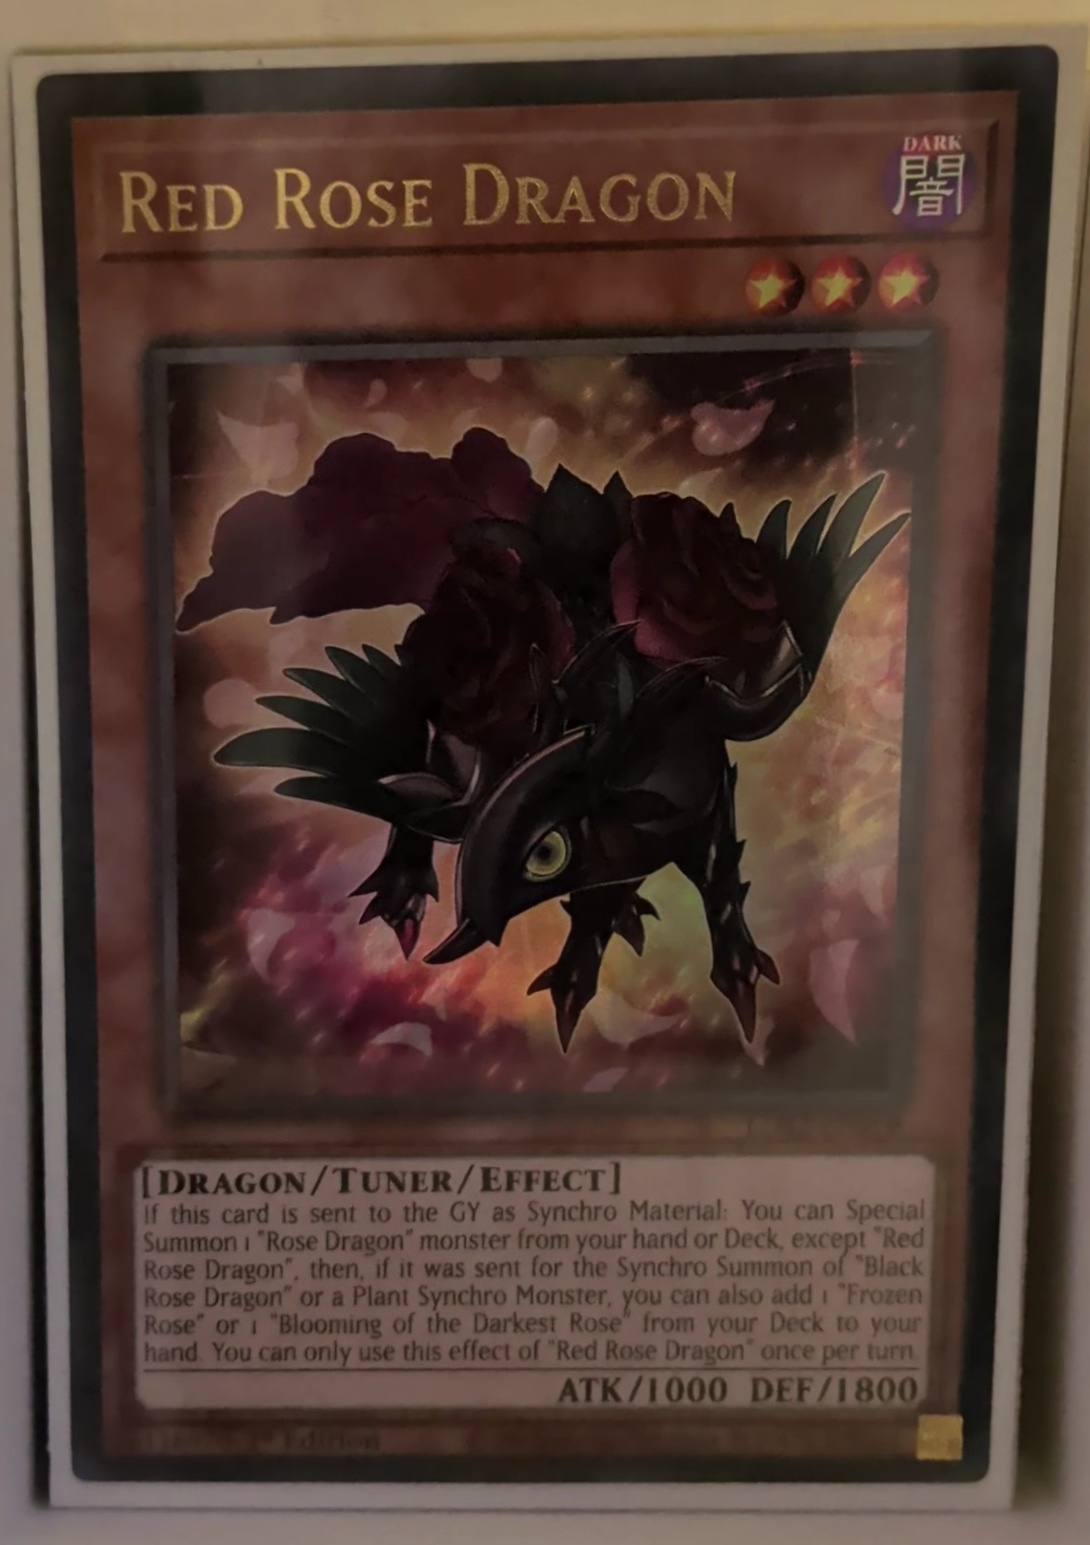 RED ROSE DRAGON
DARK
闇
[DRAGON/TUNER/EFFECT]
If this card is sent to the GY as Synchro Material: You can Special
Summon 1 "Rose Dragon" monster from your hand or Deck, except "Red
Rose Dragon", then, if it was sent for the Synchro Summon of "Black
Rose Dragon" or a Plant Synchro Monster, you can also add 1 "Frozen
Rose" or 1 "Blooming of the Darkest Rose" from your Deck to your
hand. You can only use this effect of "Red Rose Dragon" once per turn.
ATK/1000 DEF/1800
Edition